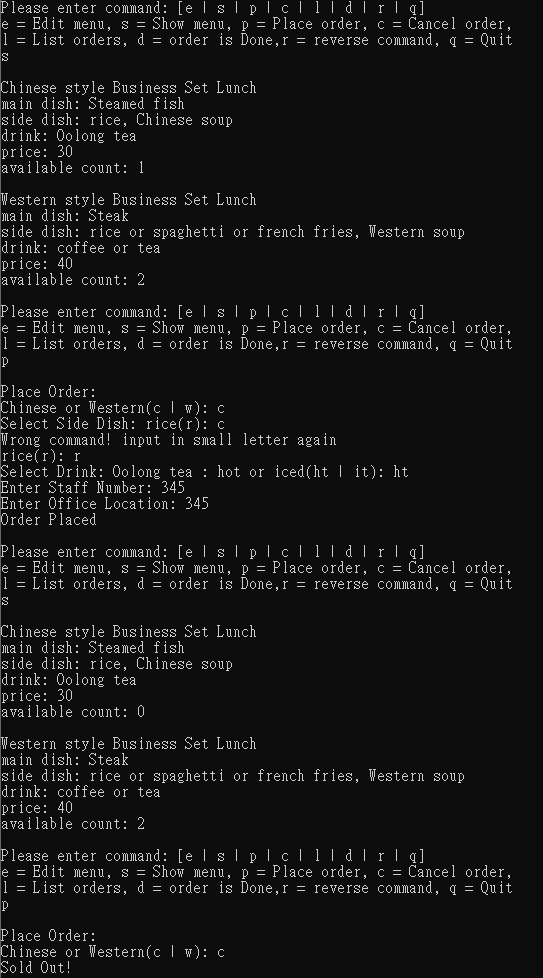 Please enter command: [e | s | p | c | l | d | r | q]
e = Edit menu, s = Show menu, p = Place order, c = Cancel order,
l = List orders, d = order is Done,r = reverse command, q = Quit
s
Chinese style Business Set Lunch
main dish: Steamed fish
side dish: rice, Chinese soup
drink: Oolong tea
price: 30
available count: 1
Western style Business Set Lunch
main dish: Steak
side dish: rice or spaghetti or french fries, Western soup
drink: coffee or tea
price: 40
available count: 2
Please enter command: [e | s | p | c | l | d | r | q]
e = Edit menu, s = Show menu, p = Place order, c = Cancel order,
l = List orders, d = order is Done,r = reverse command, q = Quit
p
Place Order:
Chinese or Western(c | w): c
Select Side Dish: rice(r): c
Wrong command! input in small letter again
rice(r): r
Select Drink: Oolong tea : hot or iced(ht | it): ht
Enter Staff Number: 345
Enter Office Location: 345
Order Placed
Please enter command: [e | s | p | c | l | d | r | q]
e = Edit menu, s = Show menu, p = Place order, c = Cancel order,
l = List orders, d = order is Done,r = reverse command, q = Quit
s
Chinese style Business Set Lunch
main dish: Steamed fish
side dish: rice, Chinese soup
drink: Oolong tea
price: 30
available count: 0
Western style Business Set Lunch
main dish: Steak
side dish: rice or spaghetti or french fries, Western soup
drink: coffee or tea
price: 40
available count: 2
Please enter command: [e | s | p | c | l | d | r | q]
e = Edit menu, s = Show menu, p = Place order, c = Cancel order,
l = List orders, d = order is Done,r = reverse command, q = Quit
p
Place Order:
Chinese or Western(c | w): c
Sold Out!